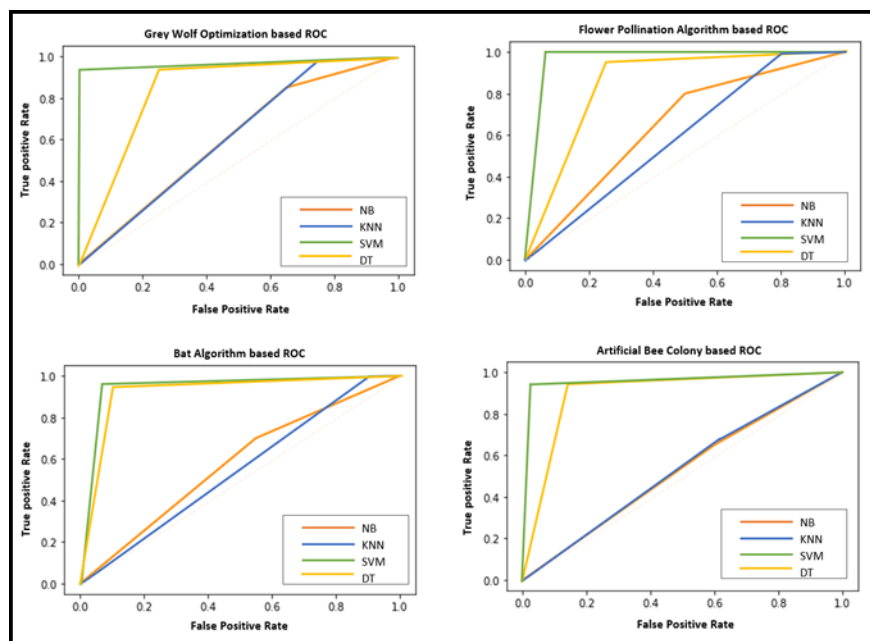 Grey Wolf Optimization based ROC
True positive Rate
1.0
0.8
0.6
0.4
0.2
0.0
NB
KNN
SVM
DT
0.0 0.2 0.4 0.6 0.8 1.0
False Positive Rate
Flower Pollination Algorithm based ROC
True positive Rate
1.0
0.8
0.6
0.4
0.2
0.0
NB
KNN
SVM
DT
0.0 0.2 0.4 0.6 0.8 1.0
False Positive Rate
Bat Algorithm based ROC
True positive Rate
1.0
0.8
0.6
0.4
0.2
0.0
NB
KNN
SVM
DT
0.0 0.2 0.4 0.6 0.8 1.0
False Positive Rate
Artificial Bee Colony based ROC
True positive Rate
1.0
0.8
0.6
0.4
0.2
0.0
NB
KNN
SVM
DT
0.0 0.2 0.4 0.6 0.8 1.0
False Positive Rate